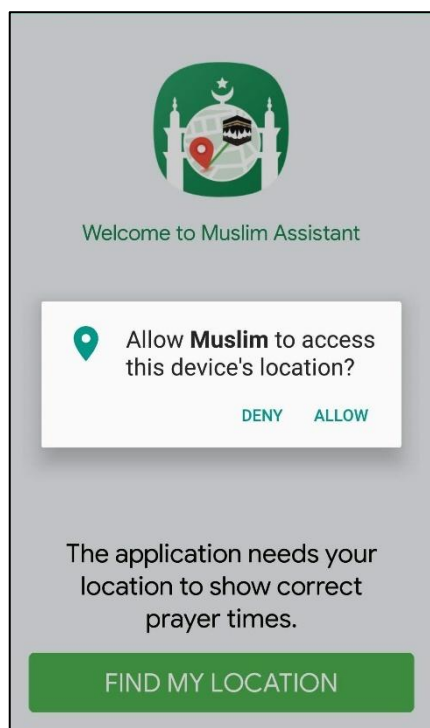 Welcome to Muslim Assistant
Allow Muslim to access
this device's location?
DENY ALLOW
The application needs your
location to show correct
prayer times.
FIND MY LOCATION